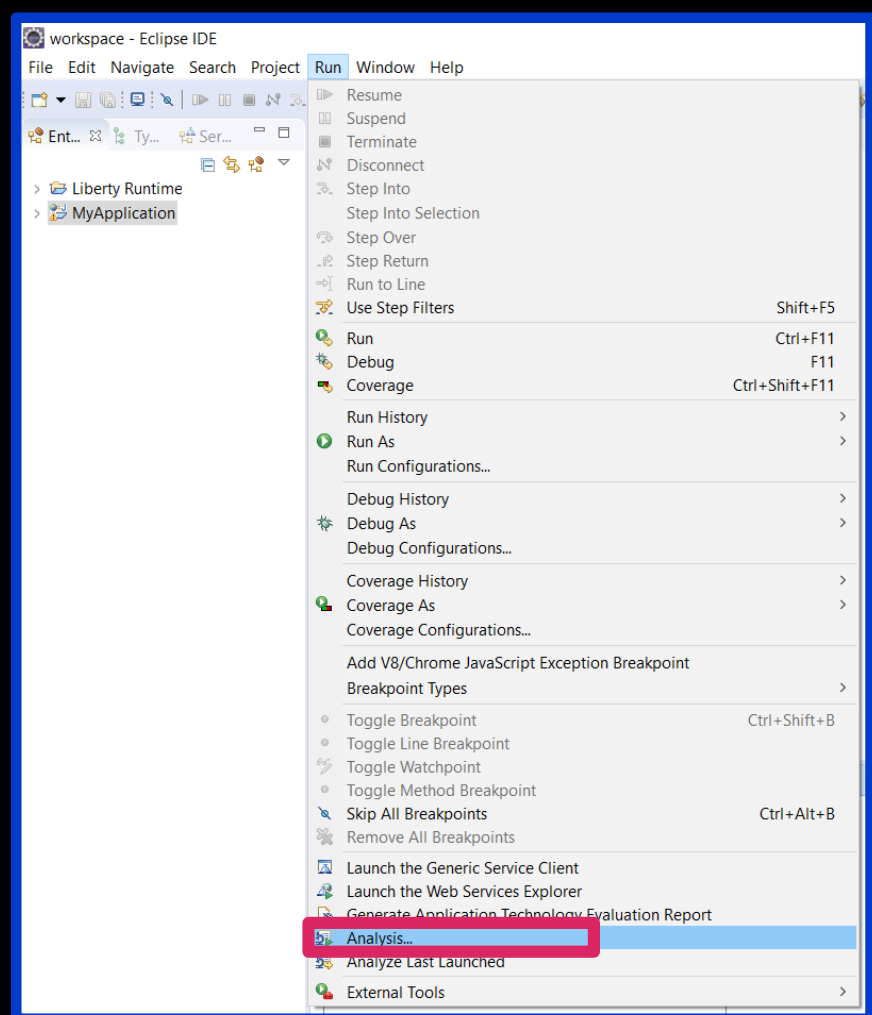 workspace - Eclipse IDE
File Edit Navigate Search Project Run Window Help
Ent... Ty... Ser...
Liberty Runtime
MyApplication
Resume
Suspend
Terminate
Disconnect
Step Into
Step Into Selection
Step Over
Step Return
Run to Line
Use Step Filters Shift+F5
Run Ctrl+F11
Debug F11
Coverage Ctrl+Shift+F11
Run History
Run As
Run Configurations...
Debug History
Debug As
Debug Configurations...
Coverage History
Coverage As
Coverage Configurations...
Add V8/Chrome JavaScript Exception Breakpoint
Breakpoint Types
Toggle Breakpoint Ctrl+Shift+B
Toggle Line Breakpoint
Toggle Watchpoint
Toggle Method Breakpoint
Skip All Breakpoints Ctrl+Alt+B
Remove All Breakpoints
Launch the Generic Service Client
Launch the Web Services Explorer
Generate Application Technology Evaluation Report
Analysis...
Analyze Last Launched
External Tools